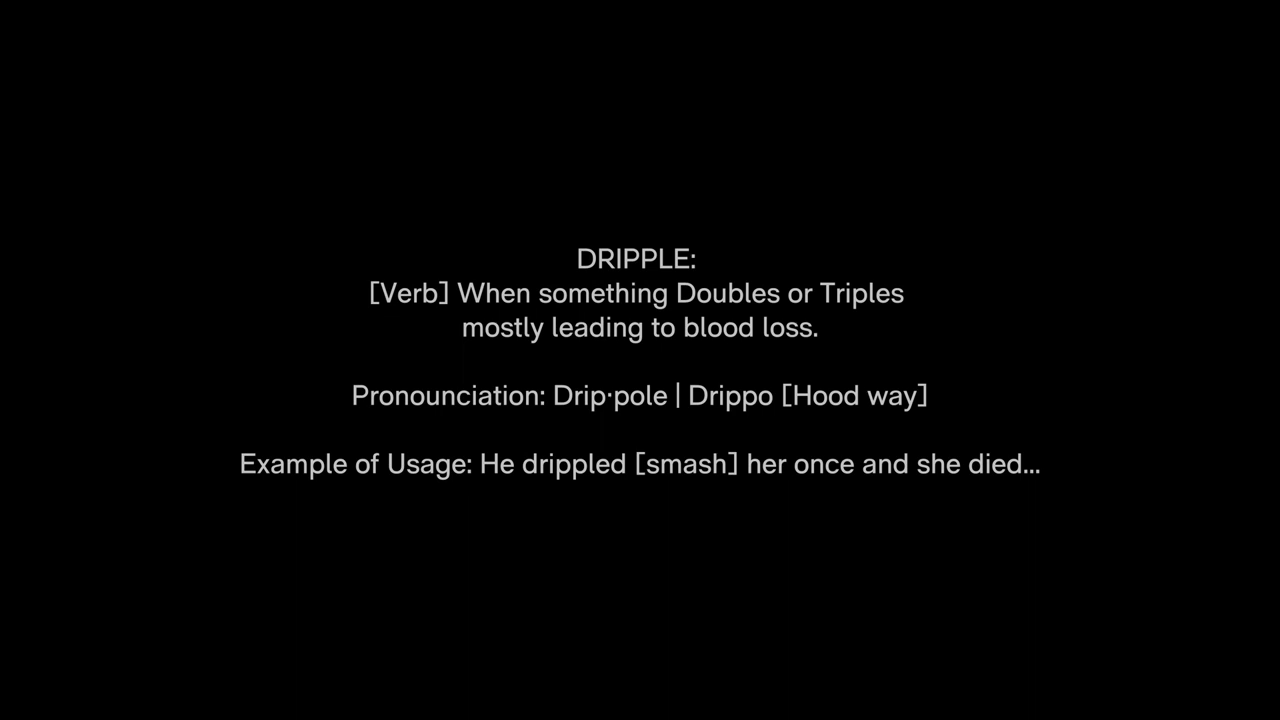 DRIPPLE:
[Verb] When something Doubles or Triples
mostly leading to blood loss.
Pronounciation: Drip·pole | Drippo [Hood way]
Example of Usage: He drippled [smash] her once and she died...